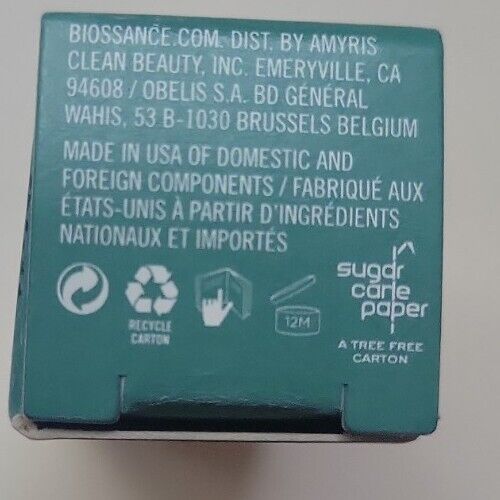 BIOSSANCE.COM. DIST. BY AMYRIS
CLEAN BEAUTY, INC. EMERYVILLE, CA
94608 / OBELIS S.A. BD GÉNÉRAL
WAHIS, 53 B-1030 BRUSSELS BELGIUM
MADE IN USA OF DOMESTIC AND
FOREIGN COMPONENTS / FABRIQUÉ AUX
ÉTATS-UNIS À PARTIR D'INGRÉDIENTS
NATIONAUX ET IMPORTÉS
RECYCLE
CARTON
12M
sugar
cane
paper
A TREE FREE
CARTON